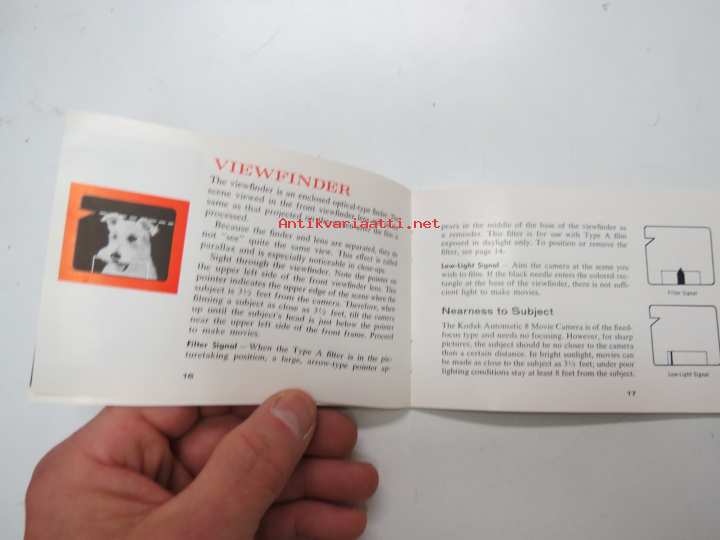 VIEWFINDER
The viewfinder is an enclosed optical-type finder. The
scene viewed in the front viewfinder lens is the
same as that projected on the after the film is
processed.
Because the finder and lens are separated, they do
not "see" quite the same view. This effect is called
parallax and is especially noticeable in close-ups.
Sight through the viewfinder. Note the pointer in
the upper left side of the front viewfinder lens. This
pointer indicates the upper edge of the scene when the
subject is 3½ feet from the camera. Therefore, when
filming a subject as close as 3½ feet, tilt the camera
up until the subject's head is just below the pointer
near the upper left side of the front frame. Proceed
to make movies.
Filter Signal — When the Type A filter is in the pic-
turetaking position, a large, arrow-type pointer ap-
16
Antikvariaatti.net
pears in the middle of the base of the viewfinder as
a reminder. This filter is for use with Type A film
exposed in daylight only. To position or remove the
filter, see page 14.
Low-Light Signal — Aim the camera at the scene you
wish to film. If the black needle enters the colored rec-
tangle at the base of the viewfinder, there is not suffi-
cient light to make movies.
Nearness to Subject
The Kodak Automatic 8 Movie Camera is of the fixed-
focus type and needs no focusing. However, for sharp
pictures, the subject should be no closer to the camera
than a certain distance. In bright sunlight, movies can
be made as close to the subject as 3½ feet; under poor
lighting conditions stay at least 8 feet from the subject.
17
Filter Signal
Low-Light Signal